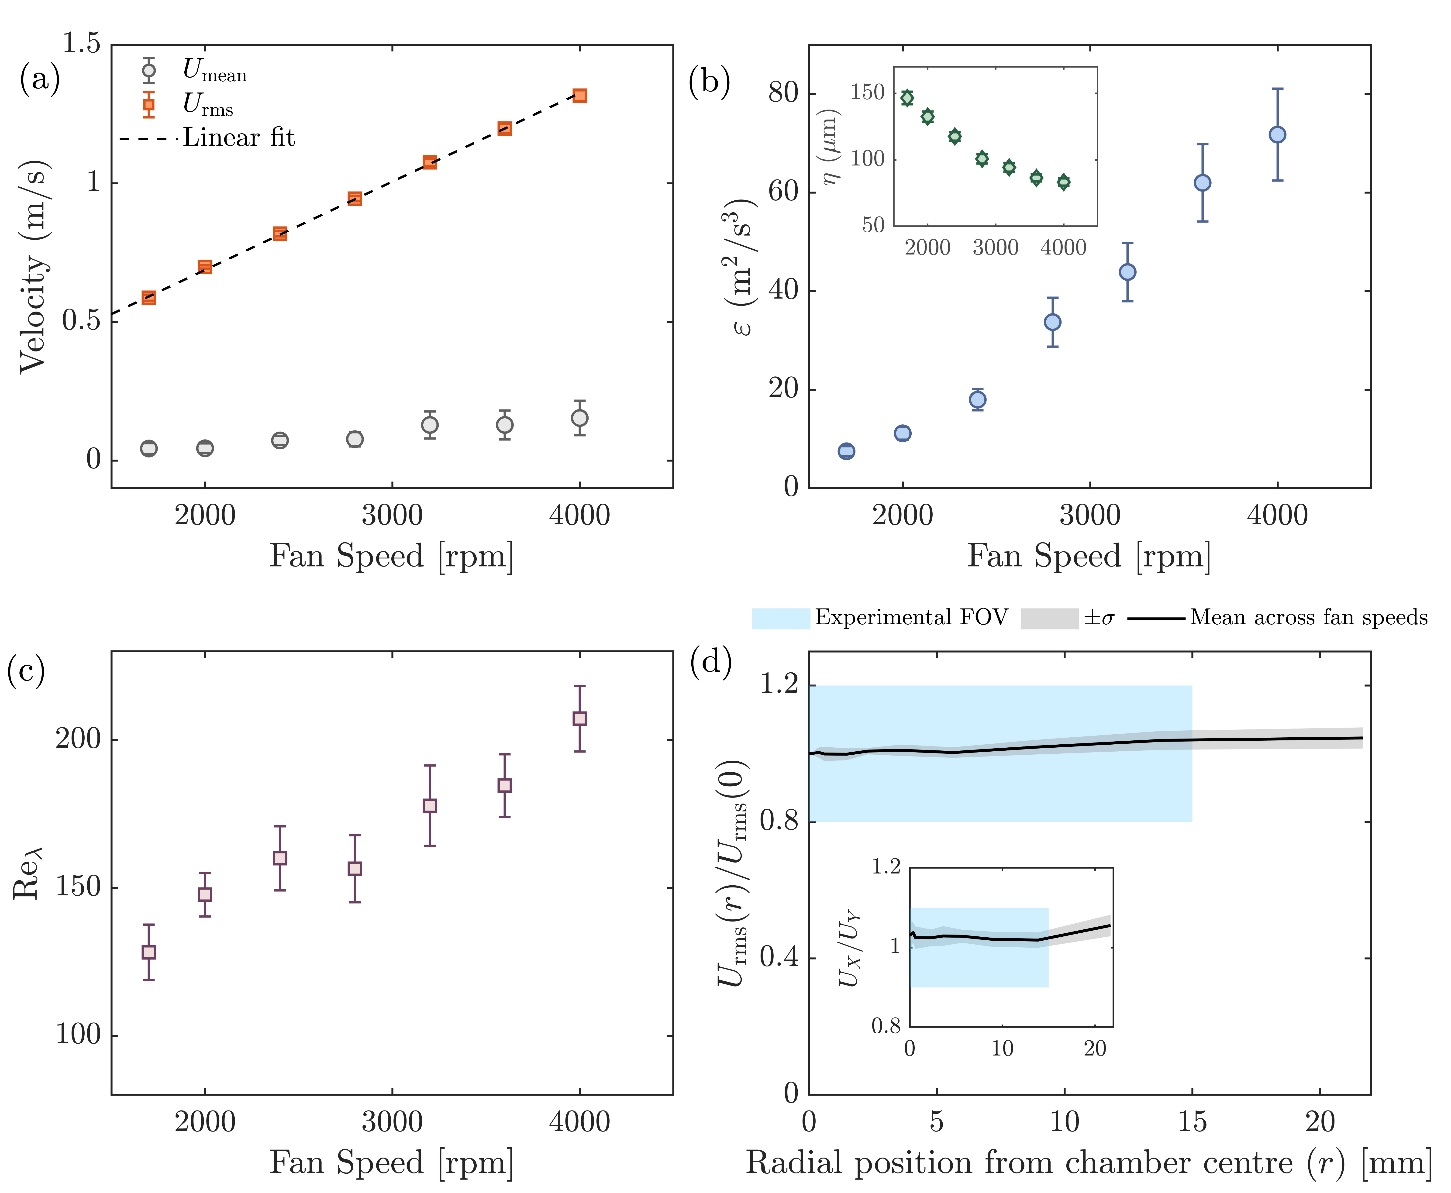 (a)
U_mean
U_rms
Linear fit
1.5
1
0.5
0
Velocity (m/s)
2000 3000 4000
Fan Speed [rpm]
(b)
80
60
40
20
0
ε (m²/s³)
150
100
50
η (μm)
2000 3000 4000
2000 3000 4000
Fan Speed [rpm]
(c)
200
150
100
Re_λ
2000 3000 4000
Fan Speed [rpm]
Experimental FOV ±σ Mean across fan speeds
(d)
1.2
0.8
0.4
0
U_rms(r)/U_rms(0)
1.2
1
0.8
U_X/U_Y
0 10 20
0 5 10 15 20
Radial position from chamber centre (r) [mm]